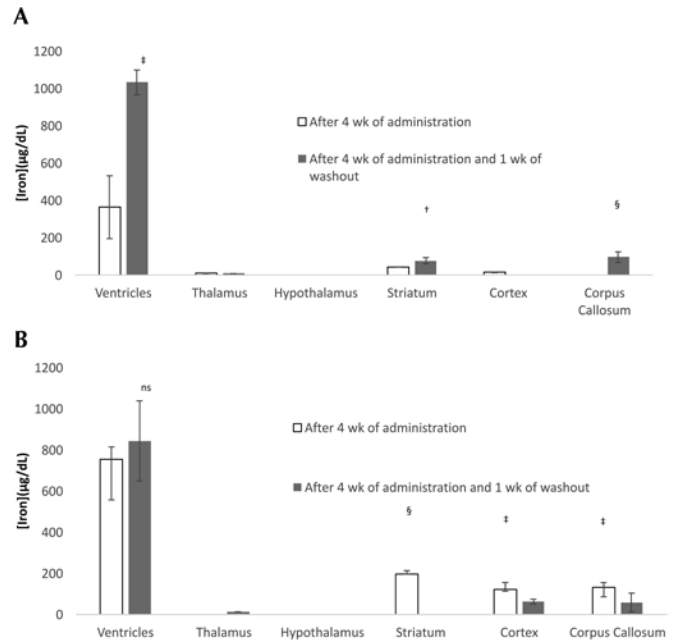 A
1200
1000
800
600
400
200
0
[Iron](µg/dL)
‡
†
§
After 4 wk of administration
After 4 wk of administration and 1 wk of
washout
Ventricles Thalamus Hypothalamus Striatum Cortex Corpus
Callosum
B
1200
1000
800
600
400
200
0
[Iron](µg/dL)
ns
§
‡
‡
After 4 wk of administration
After 4 wk of administration and 1 wk of washout
Ventricles Thalamus Hypothalamus Striatum Cortex Corpus Callosum